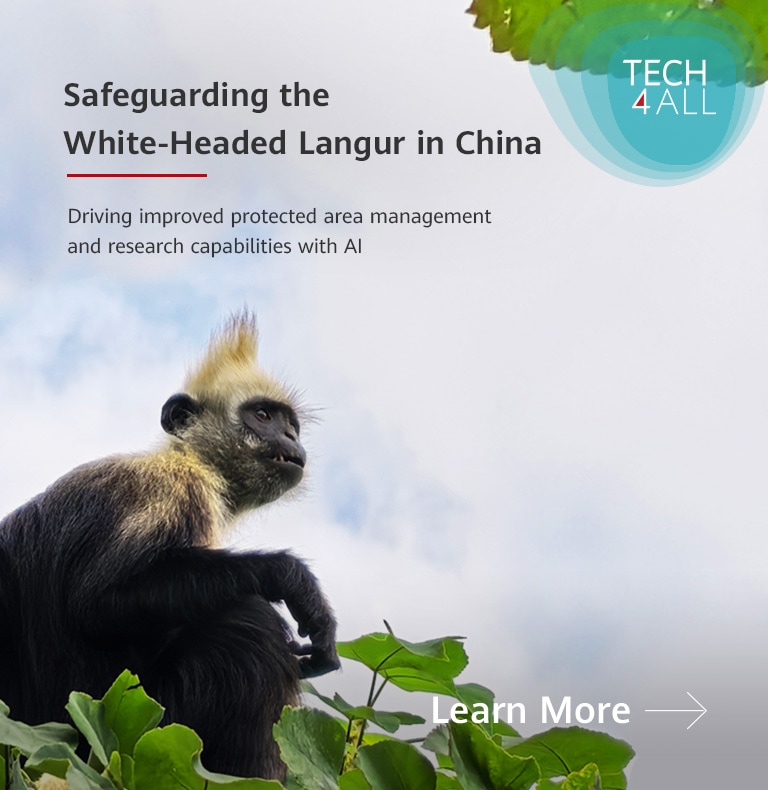 TECH
4ALL
Safeguarding the
White-Headed Langur in China
Driving improved protected area management
and research capabilities with AI
Learn More